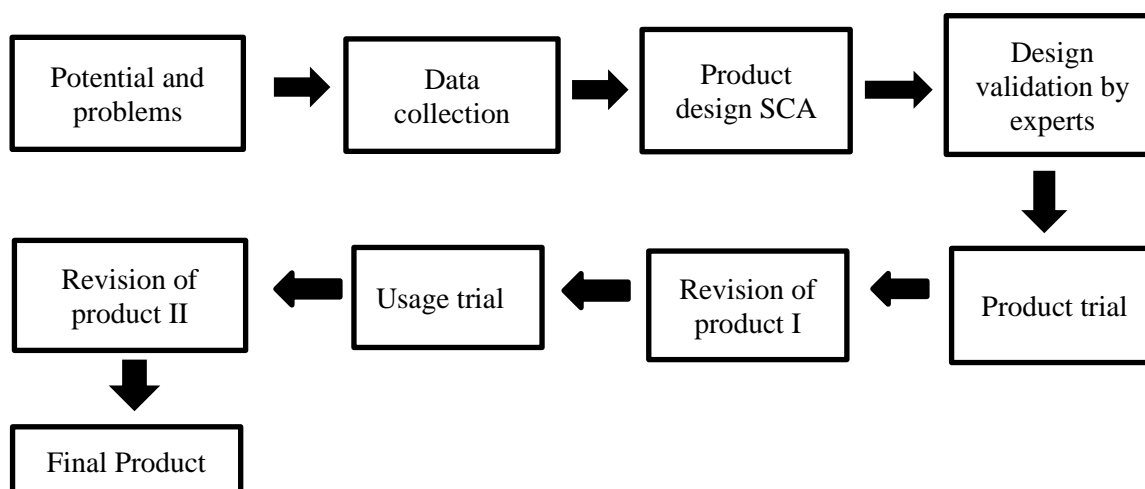 Potential and
problems
Data
collection
Product
design SCA
Design
validation by
experts
Product trial
Revision of
product I
Usage trial
Revision of
product II
Final Product